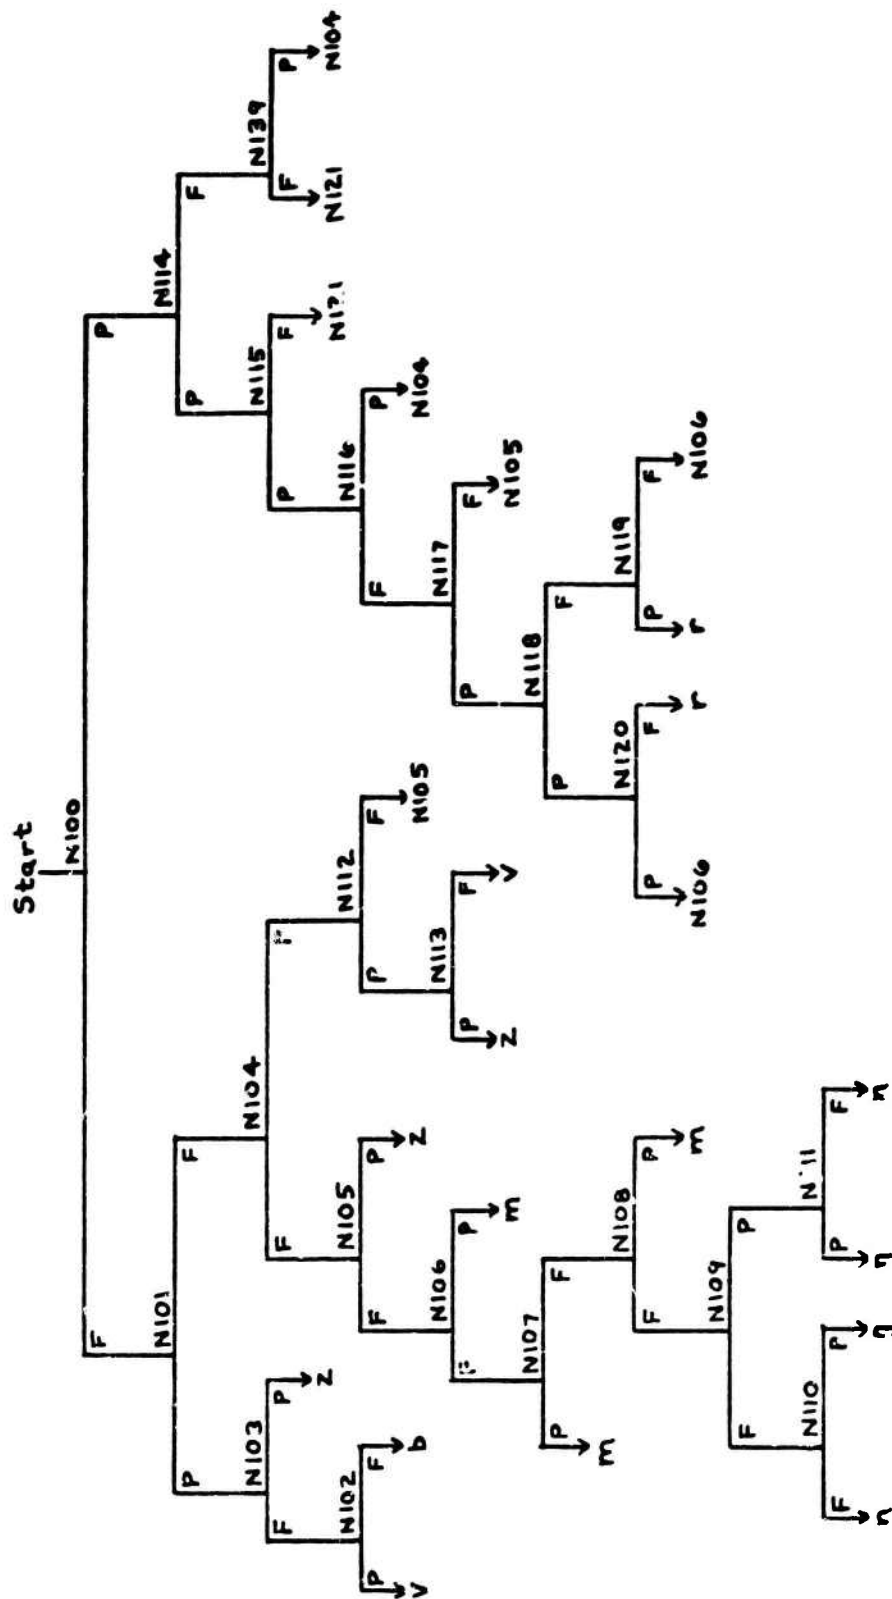 Start
N100
F P
N101 N114
P F P F
N103 N104 N115 N139
F P F P F F P
N102 z N105 N112 N116 N121 N104
P F F P P F F P
v b N106 z N113 N105 N117 N104
F P P F P F
N107 m z v N118 N105
P F P F
m N108 N120 N119
F P P F P F
N109 m N106 r r N106
F P
N110
F P P F